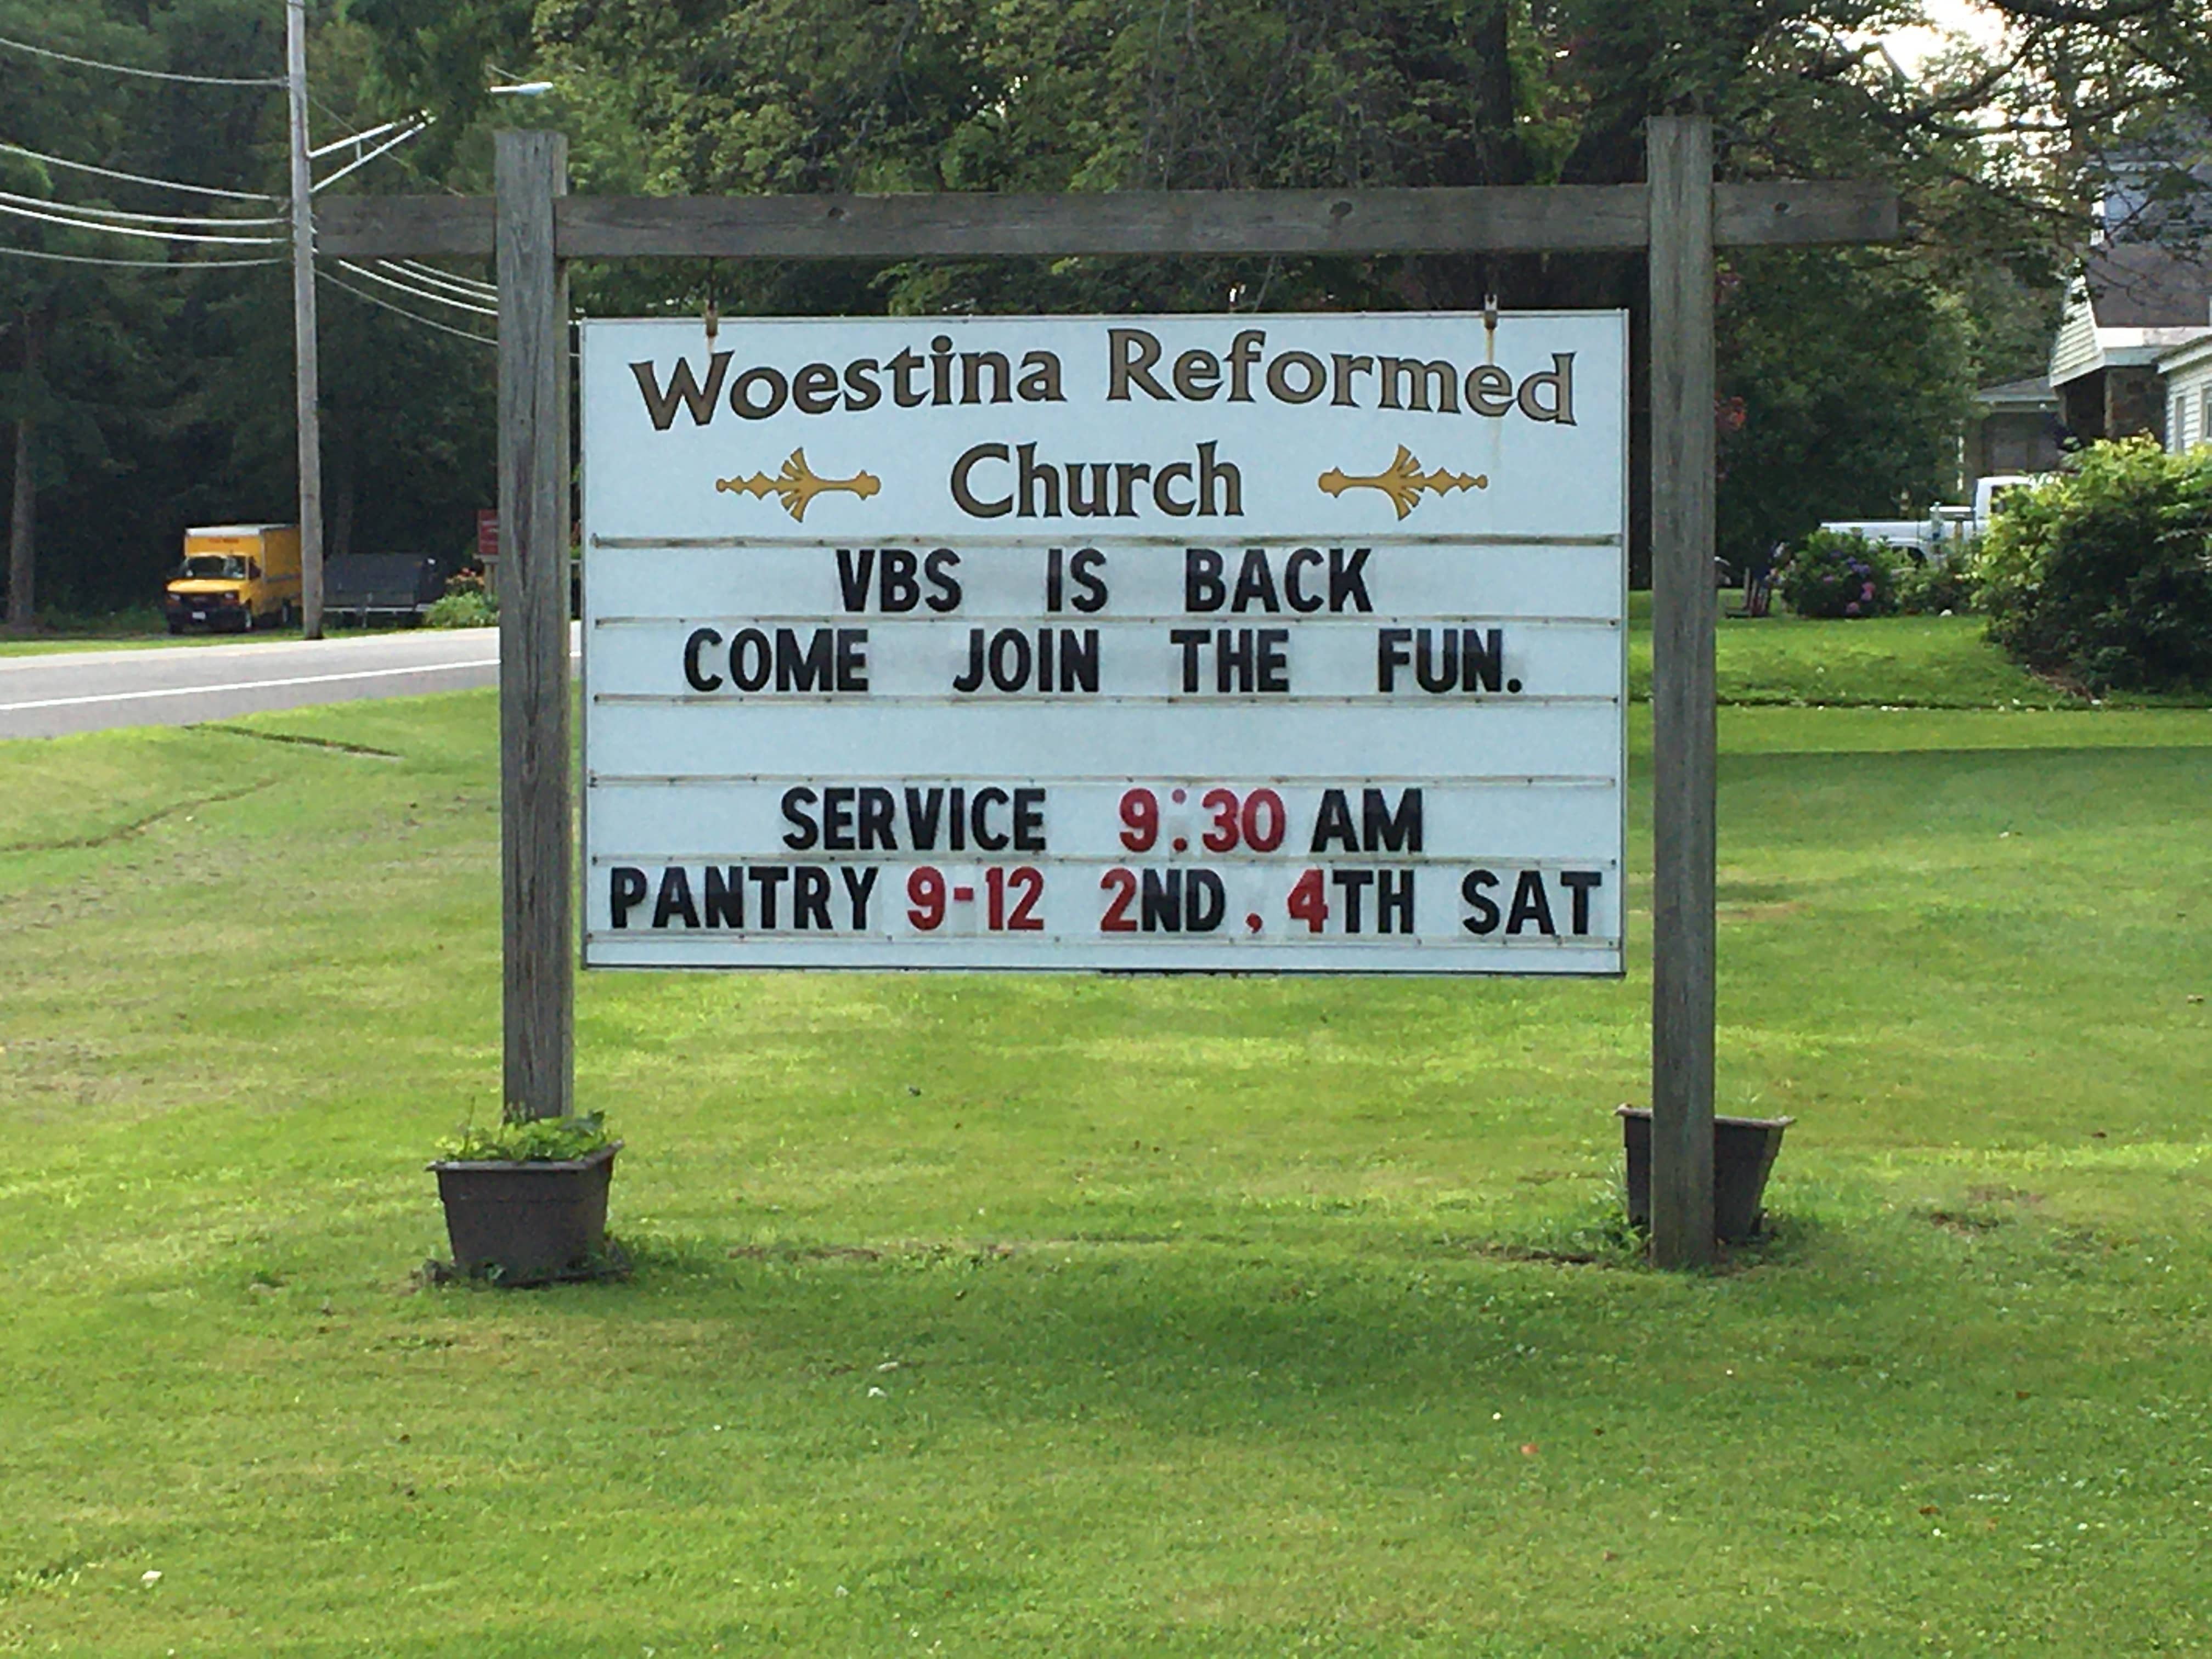 Woestina Reformed
Church
VBS IS BACK
COME JOIN THE FUN.
SERVICE 9:30 AM
PANTRY 9-12 2ND, 4TH SAT